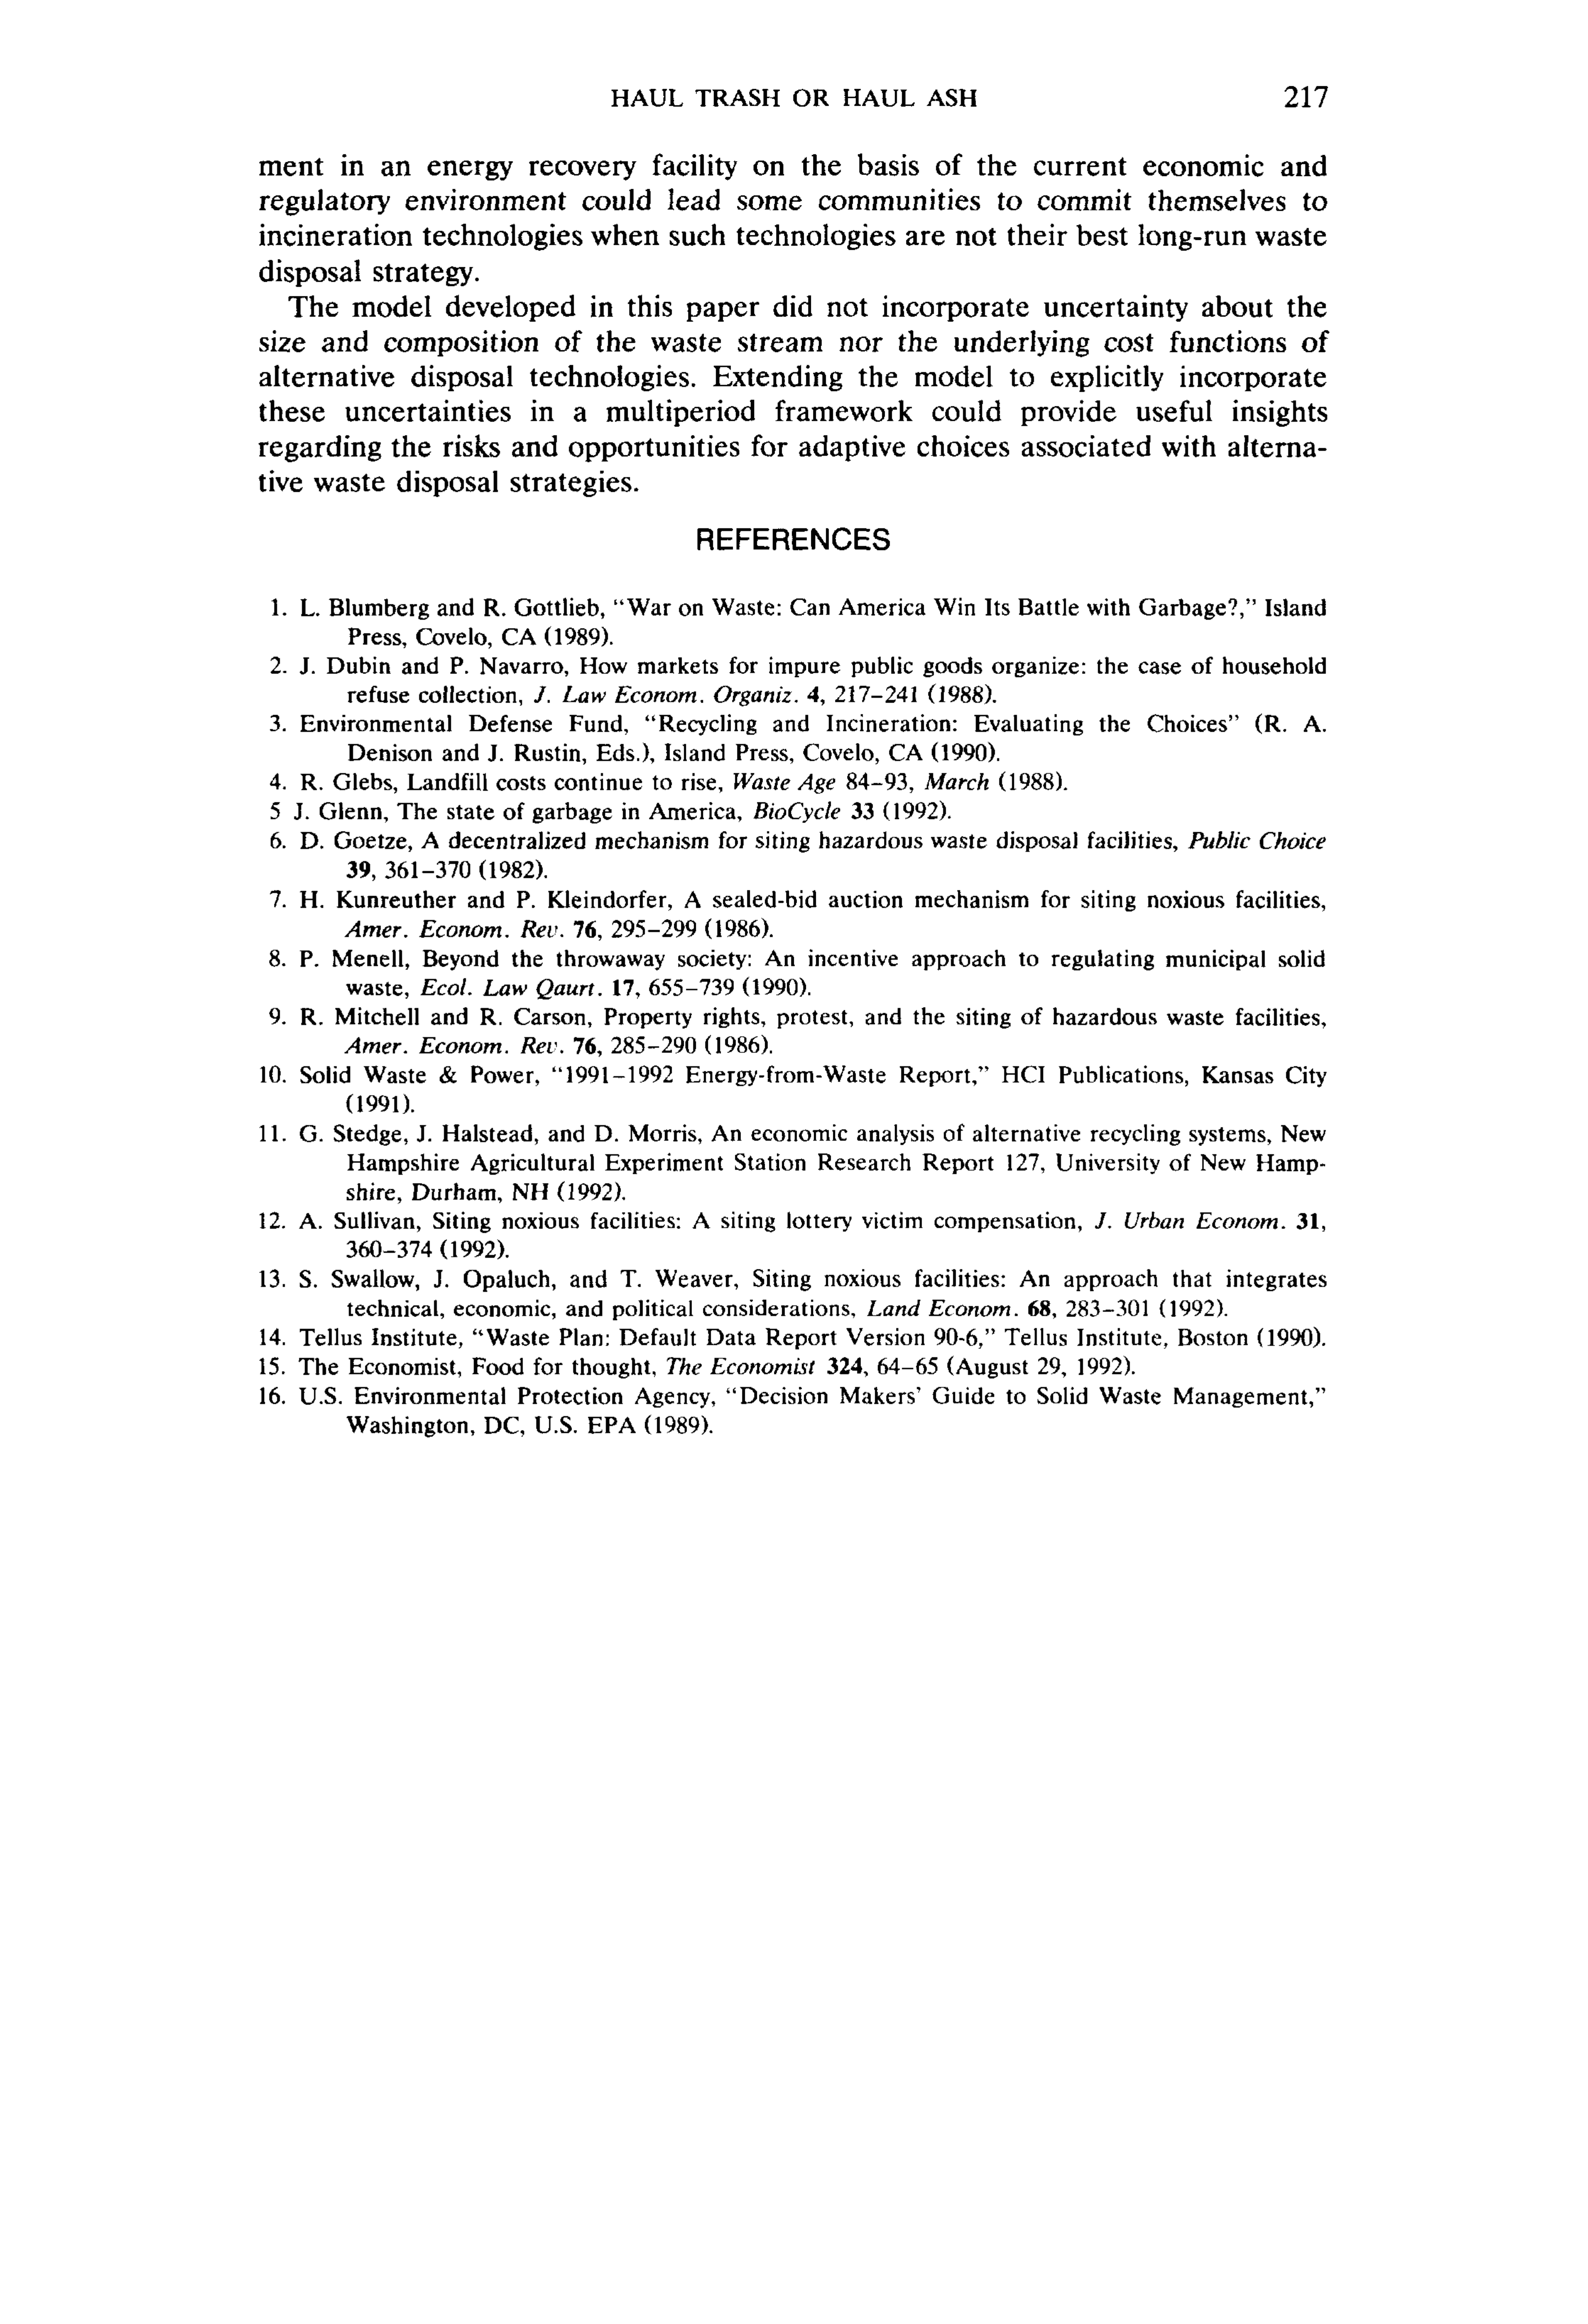 HAUL TRASH OR HAUL ASH 217
ment in an energy recovery facility on the basis of the current economic and
regulatory environment could lead some communities to commit themselves to
incineration technologies when such technologies are not their best long-run waste
disposal strategy.
The model developed in this paper did not incorporate uncertainty about the
size and composition of the waste stream nor the underlying cost functions of
alternative disposal technologies. Extending the model to explicitly incorporate
these uncertainties in a multiperiod framework could provide useful insights
regarding the risks and opportunities for adaptive choices associated with alterna-
tive waste disposal strategies.
REFERENCES
1. L. Blumberg and R. Gottlieb, “War on Waste: Can America Win Its Battle with Garbage?,” Island
Press, Covelo, CA (1989).
2. J. Dubin and P. Navarro, How markets for impure public goods organize: the case of household
refuse collection, J. Law Econom. Organiz. 4, 217–241 (1988).
3. Environmental Defense Fund, “Recycling and Incineration: Evaluating the Choices” (R. A.
Denison and J. Rustin, Eds.), Island Press, Covelo, CA (1990).
4. R. Glebs, Landfill costs continue to rise, Waste Age 84–93, March (1988).
5 J. Glenn, The state of garbage in America, BioCycle 33 (1992).
6. D. Goetze, A decentralized mechanism for siting hazardous waste disposal facilities, Public Choice
39, 361–370 (1982).
7. H. Kunreuther and P. Kleindorfer, A sealed-bid auction mechanism for siting noxious facilities,
Amer. Econom. Rev. 76, 295–299 (1986).
8. P. Menell, Beyond the throwaway society: An incentive approach to regulating municipal solid
waste, Ecol. Law Qaurt. 17, 655–739 (1990).
9. R. Mitchell and R. Carson, Property rights, protest, and the siting of hazardous waste facilities,
Amer. Econom. Rev. 76, 285–290 (1986).
10. Solid Waste & Power, “1991–1992 Energy-from-Waste Report,” HCI Publications, Kansas City
(1991).
11. G. Stedge, J. Halstead, and D. Morris, An economic analysis of alternative recycling systems, New
Hampshire Agricultural Experiment Station Research Report 127, University of New Hamp-
shire, Durham, NH (1992).
12. A. Sullivan, Siting noxious facilities: A siting lottery victim compensation, J. Urban Econom. 31,
360–374 (1992).
13. S. Swallow, J. Opaluch, and T. Weaver, Siting noxious facilities: An approach that integrates
technical, economic, and political considerations, Land Econom. 68, 283–301 (1992).
14. Tellus Institute, “Waste Plan: Default Data Report Version 90-6,” Tellus Institute, Boston (1990).
15. The Economist, Food for thought, The Economist 324, 64–65 (August 29, 1992).
16. U.S. Environmental Protection Agency, “Decision Makers’ Guide to Solid Waste Management,”
Washington, DC, U.S. EPA (1989).